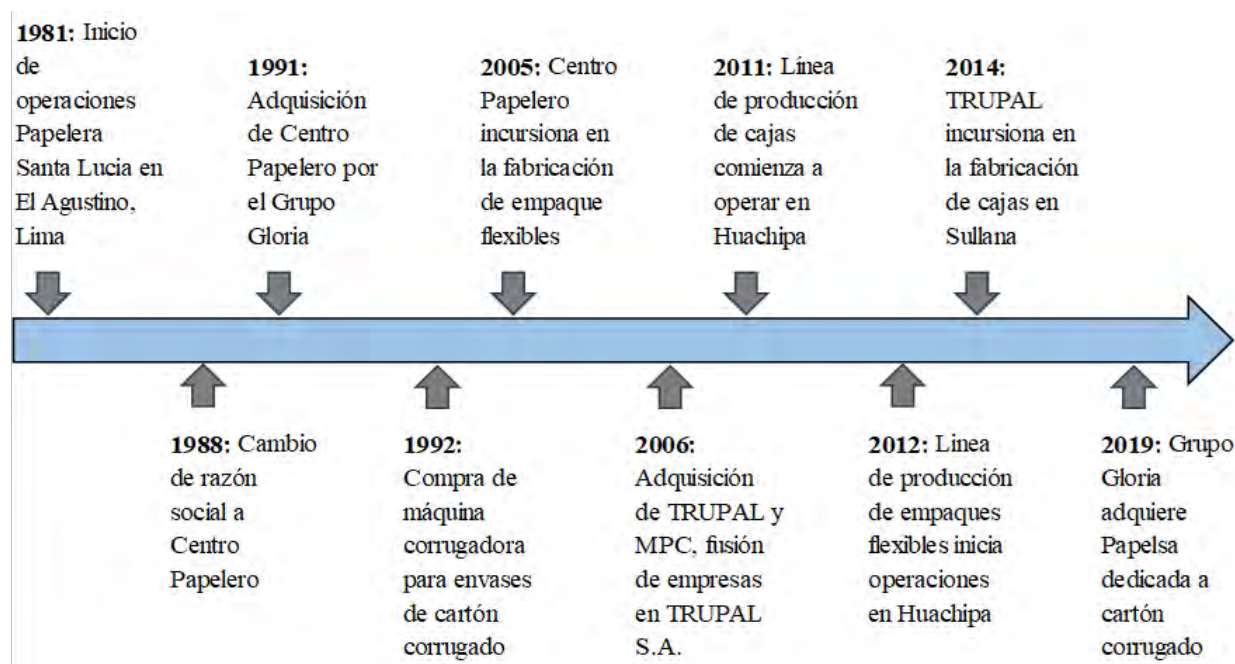 1981: Inicio
de
operaciones
Papelera
Santa Lucia en
El Agustino,
Lima
1991:
Adquisición
de Centro
Papelero por
el Grupo
Gloria
2005: Centro
Papelero
incursiona en
la fabricación
de empaque
flexibles
2011: Línea
de producción
de cajas
comienza a
operar en
Huachipa
2014:
TRUPAL
incursiona en
la fabricación
de cajas en
Sullana
1988: Cambio
de razón
social a
Centro
Papelero
1992:
Compra de
máquina
corrugadora
para envases
de cartón
corrugado
2006:
Adquisición
de TRUPAL y
MPC, fusión
de empresas
en TRUPAL
S.A.
2012: Linea
de producción
de empaques
flexibles inicia
operaciones
en Huachipa
2019: Grupo
Gloria
adquiere
Papelsa
dedicada a
cartón
corrugado